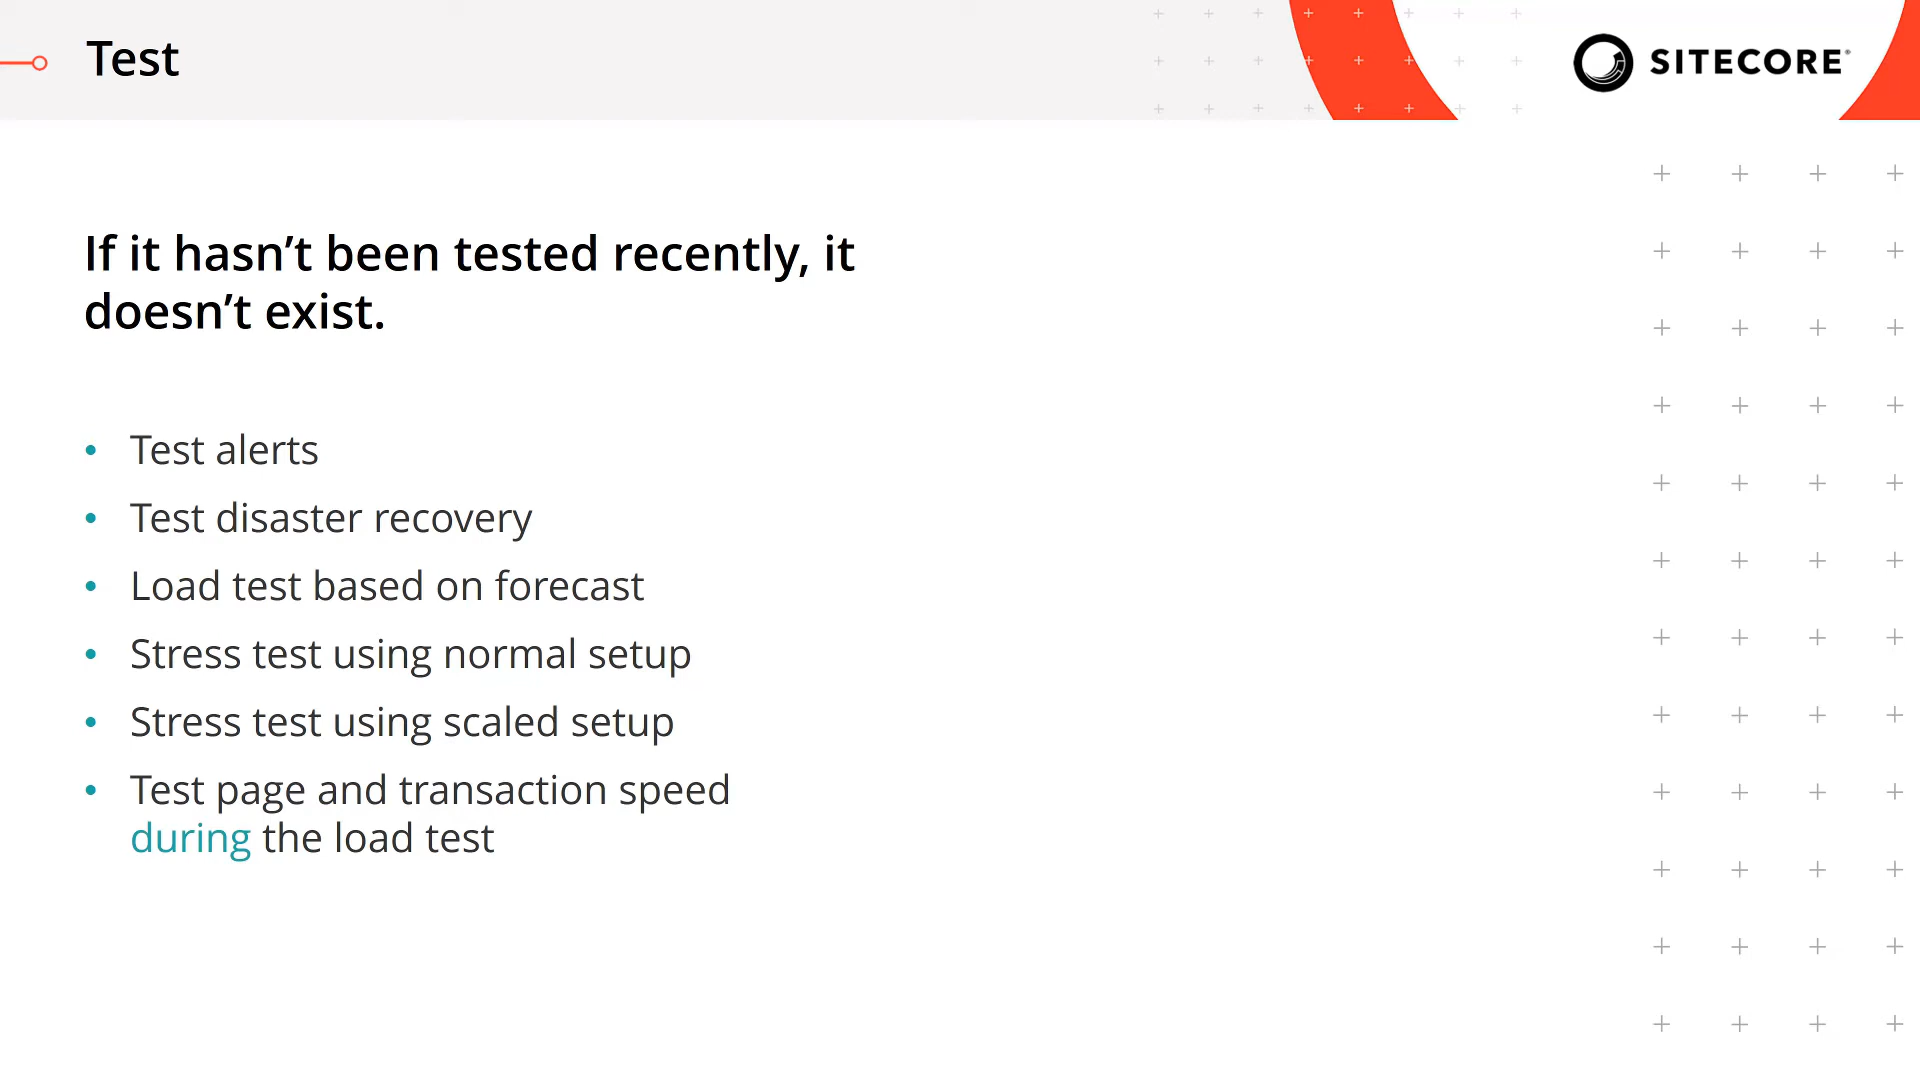 Test
SITECORE
If it hasn’t been tested recently, it
doesn’t exist.
• Test alerts
• Test disaster recovery
• Load test based on forecast
• Stress test using normal setup
• Stress test using scaled setup
• Test page and transaction speed
during the load test